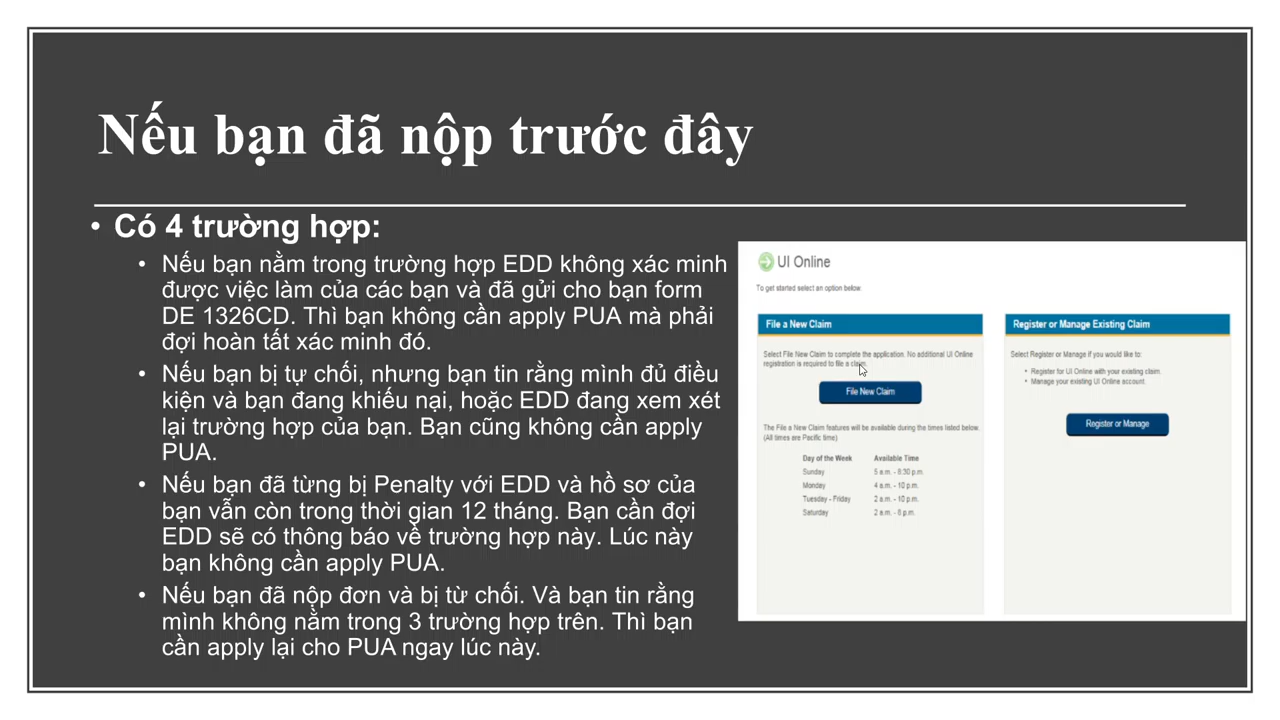 Nếu bạn đã nộp trước đây
• Có 4 trường hợp:
• Nếu bạn nằm trong trường hợp EDD không xác minh
được việc làm của các bạn và đã gửi cho bạn form
DE 1326CD. Thì bạn không cần apply PUA mà phải
đợi hoàn tất xác minh đó.
• Nếu bạn bị tự chối, nhưng bạn tin rằng mình đủ điều
kiện và bạn đang khiếu nại, hoặc EDD đang xem xét
lại trường hợp của bạn. Bạn cũng không cần apply
PUA.
• Nếu bạn đã từng bị Penalty với EDD và hồ sơ của
bạn vẫn còn trong thời gian 12 tháng. Bạn cần đợi
EDD sẽ có thông báo về trường hợp này. Lúc này
bạn không cần apply PUA.
• Nếu bạn đã nộp đơn và bị từ chối. Và bạn tin rằng
mình không nằm trong 3 trường hợp trên. Thì bạn
cần apply lại cho PUA ngay lúc này.
UI Online
To get started select an option below.
File a New Claim
Select File New Claim to complete the application. No additional UI Online
registration is required to file a claim.
File New Claim
The File a New Claim features will be available during the times listed below.
(All times are Pacific time)
Day of the Week Available Time
Sunday 5 a.m. - 8:30 p.m.
Monday 4 a.m. - 10 p.m.
Tuesday - Friday 2 a.m. - 10 p.m.
Saturday 2 a.m. - 8 p.m.
Register or Manage Existing Claim
Select Register or Manage if you would like to:
• Register for UI Online with your existing claim.
• Manage your existing UI Online account.
Register or Manage